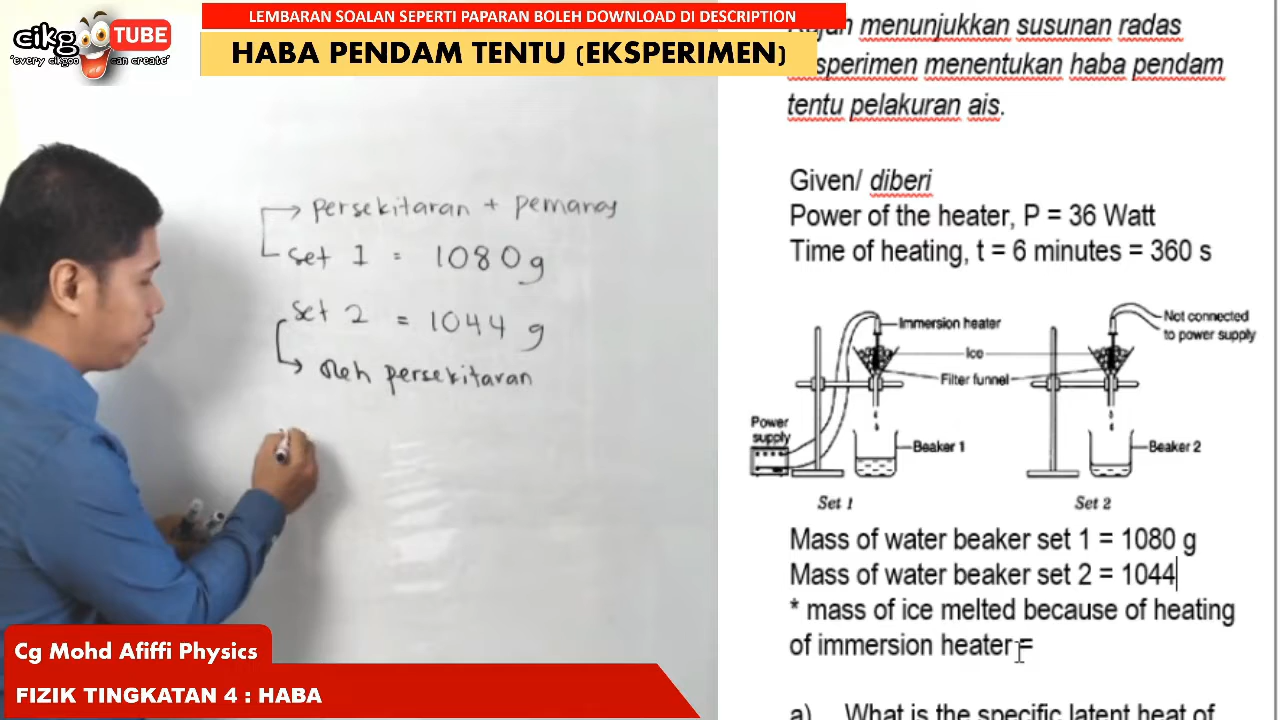 LEMBARAN SOALAN SEPERTI PAPARAN BOLEH DOWNLOAD DI DESCRIPTION
cikgooTUBE
'every cikgoo can create'
HABA PENDAM TENTU (EKSPERIMEN)
menunjukkan susunan radas
menentukan haba pendam
tentu pelakuran ais.
Given/ diberi
Power of the heater, P = 36 Watt
Time of heating, t = 6 minutes = 360 s
persekitaran + pemanas
set 1 = 1080g
set 2 = 1044 g
oleh persekitaran
Immersion heater
Ice
Filter funnel
Not connected
to power supply
Power
supply
Beaker 1
Beaker 2
Set 1
Set 2
Mass of water beaker set 1 = 1080 g
Mass of water beaker set 2 = 1044
* mass of ice melted because of heating
of immersion heater =
a) What is the specific latent heat of
Cg Mohd Afiffi Physics
FIZIK TINGKATAN 4 : HABA